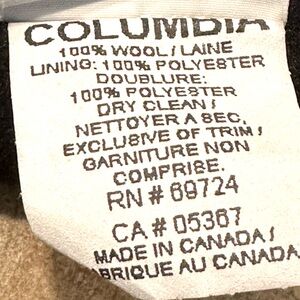 COLUMBIA
100% WOOL / LAINE
LINING: 100% POLYESTER
DOUBLURE:
100% POLYESTER
DRY CLEAN /
NETTOYER A SEC,
EXCLUSIVE OF TRIM /
GARNITURE NON
COMPRISE.
RN # 69724
CA # 05367
MADE IN CANADA /
ABRIQUE AU CANADA